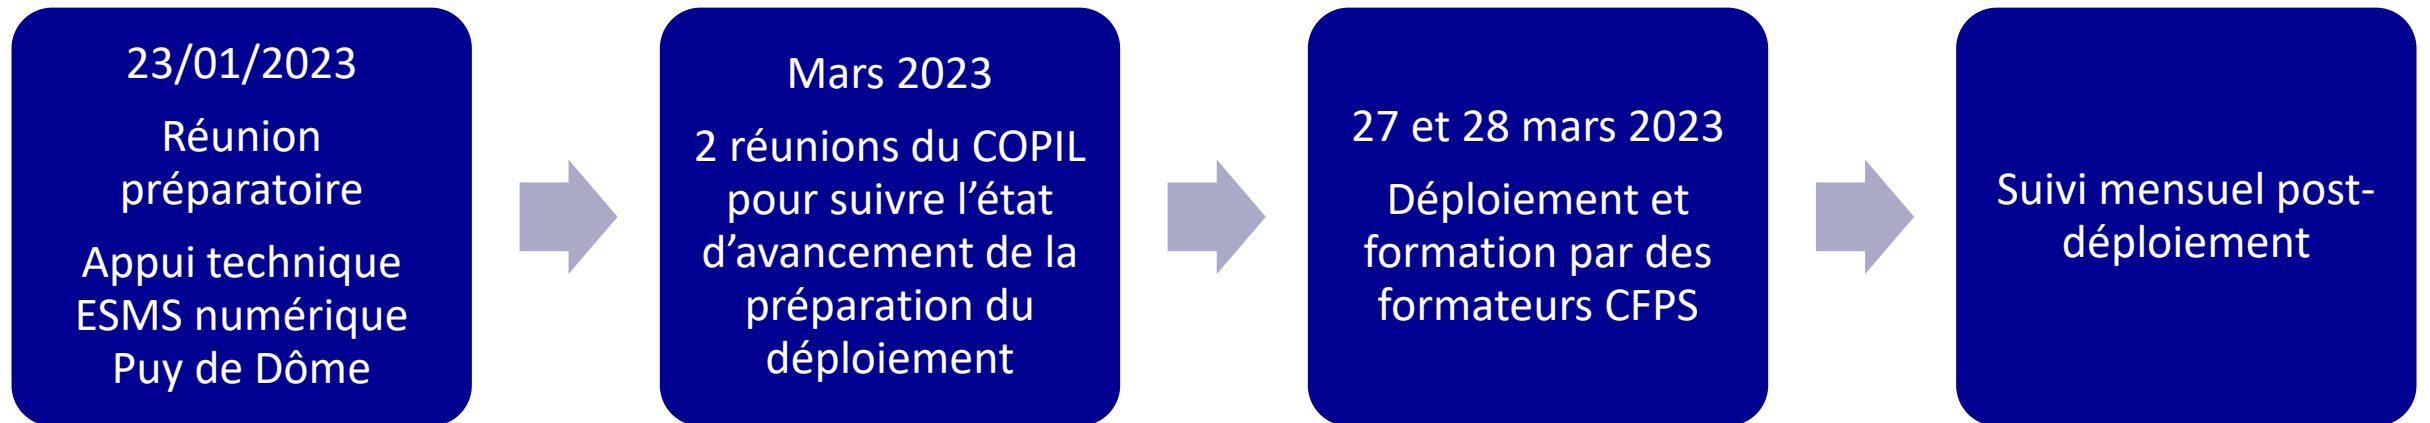 23/01/2023
Réunion
préparatoire
Appui technique
ESMS numérique
Puy de Dôme
Mars 2023
2 réunions du COPIL
pour suivre l’état
d’avancement de la
préparation du
déploiement
27 et 28 mars 2023
Déploiement et
formation par des
formateurs CFPS
Suivi mensuel post-
déploiement